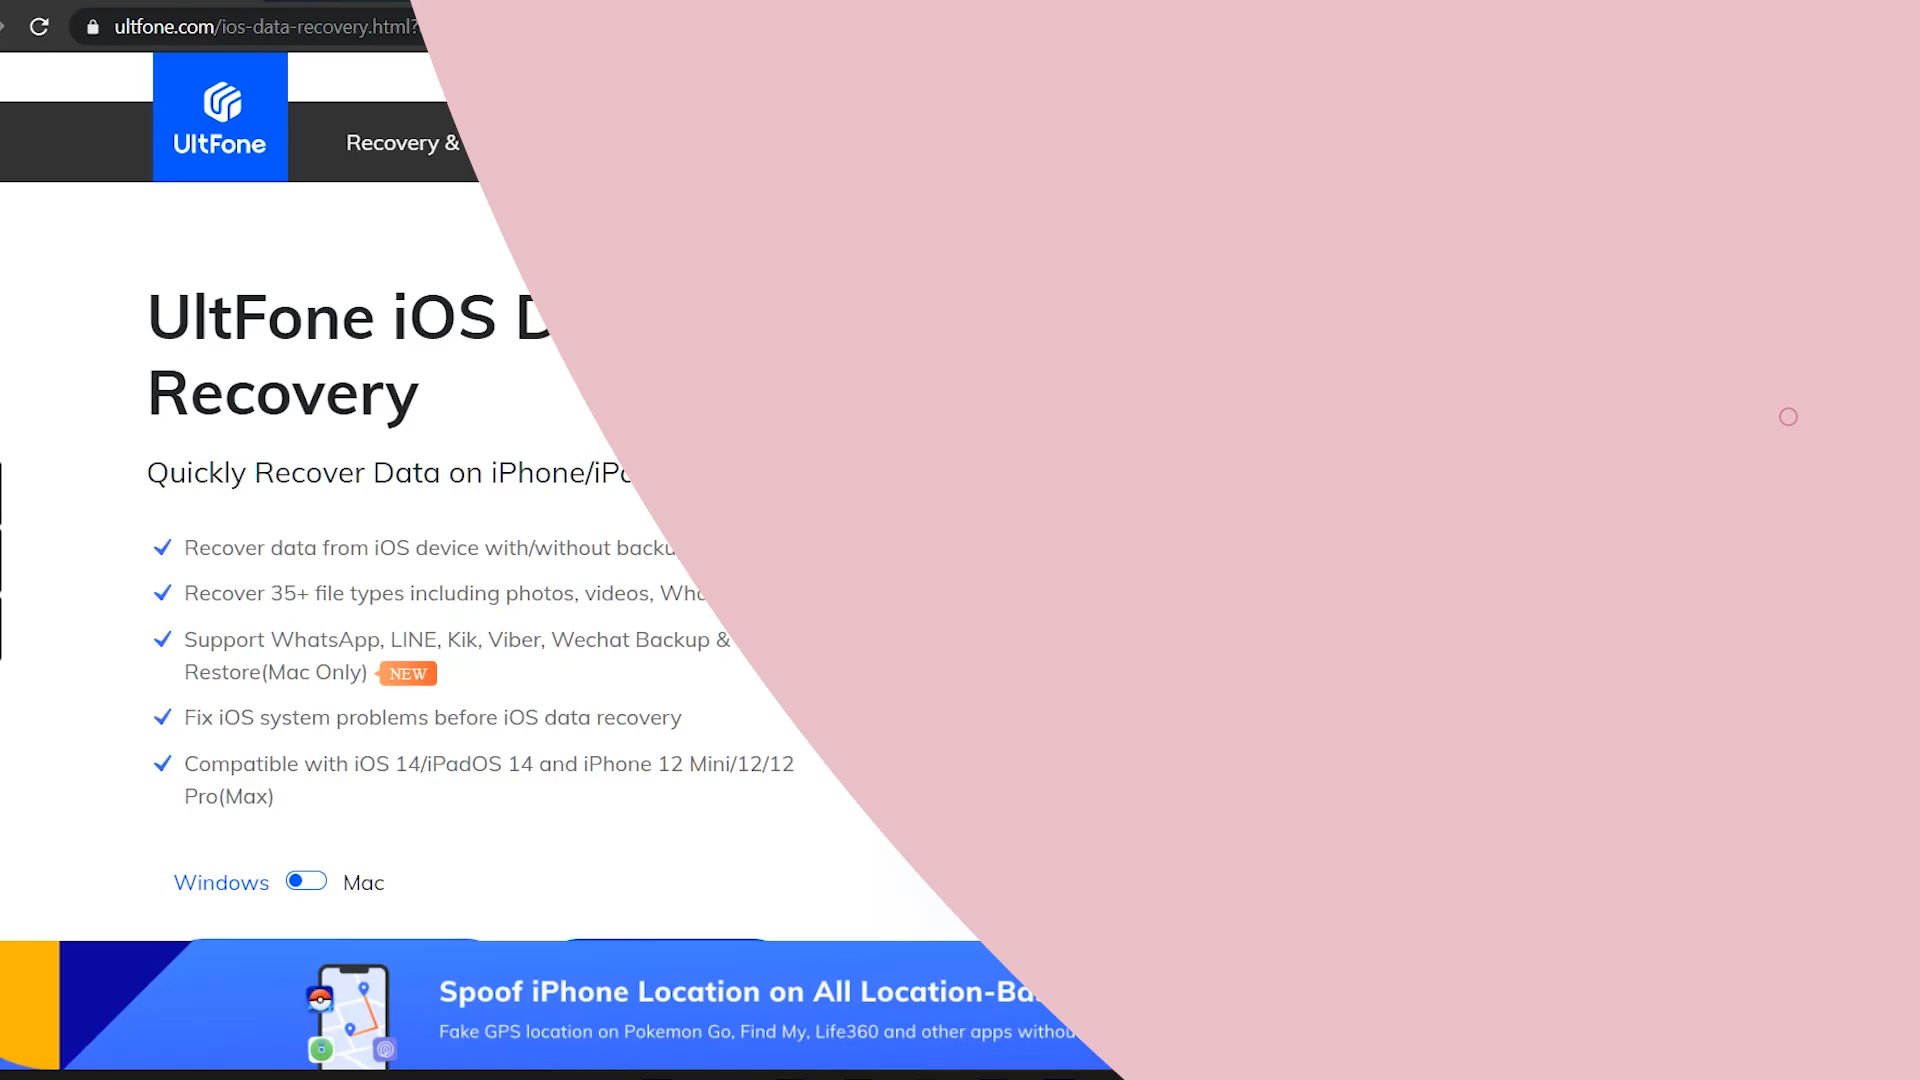 ultfone.com/ios-data-recovery.html?
UltFone
Recovery &
UltFone iOS D
Recovery
Quickly Recover Data on iPhone/iPa
Recover data from iOS device with/without backu
Recover 35+ file types including photos, videos, Wha
Support WhatsApp, LINE, Kik, Viber, Wechat Backup &
Restore(Mac Only) NEW
Fix iOS system problems before iOS data recovery
Compatible with iOS 14/iPadOS 14 and iPhone 12 Mini/12/12
Pro(Max)
Windows Mac
Spoof iPhone Location on All Location-Ba
Fake GPS location on Pokemon Go, Find My, Life360 and other apps withou